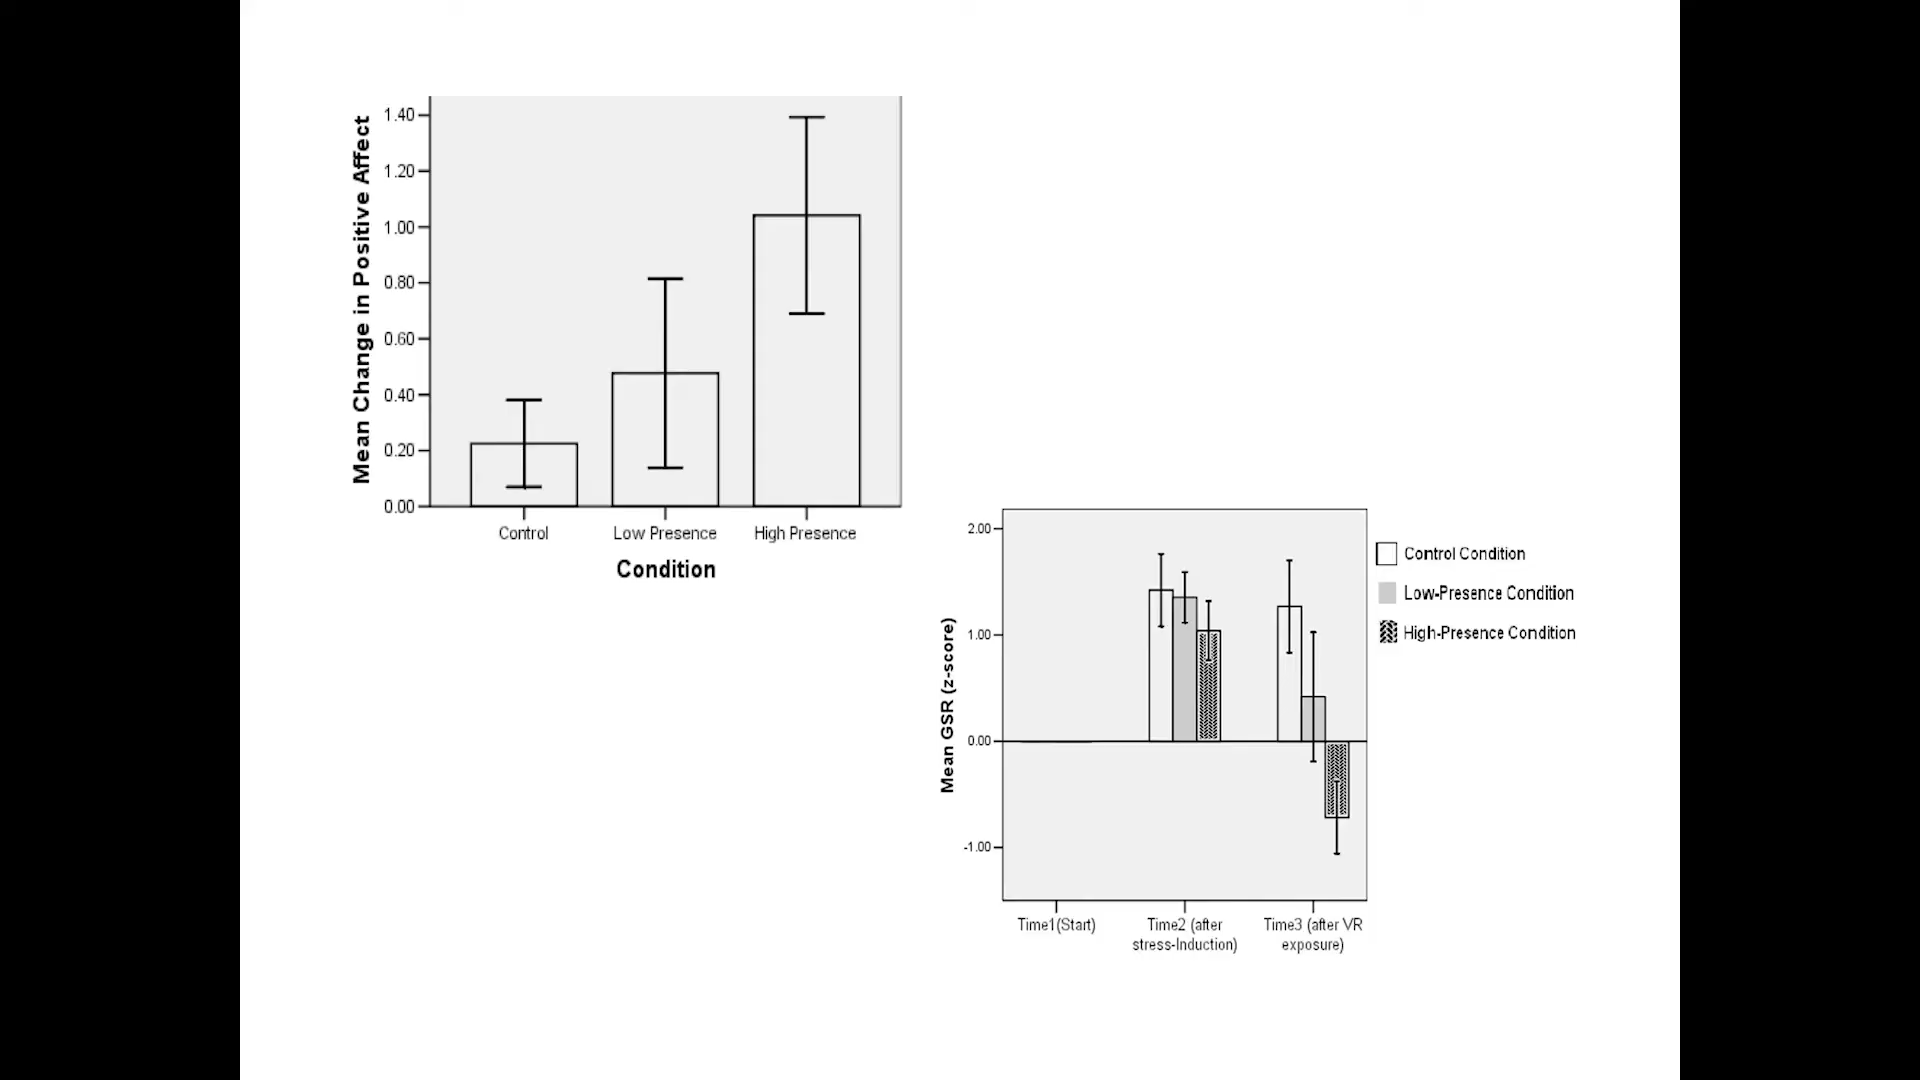 Mean Change in Positive Affect
1.40
1.20
1.00
0.80
0.60
0.40
0.20
0.00
Control
Low Presence
High Presence
Condition
Mean GSR (z-score)
2.00
1.00
0.00
-1.00
Time1(Start)
Time2 (after
stress-Induction)
Time3 (after VR
exposure)
Control Condition
Low-Presence Condition
High-Presence Condition